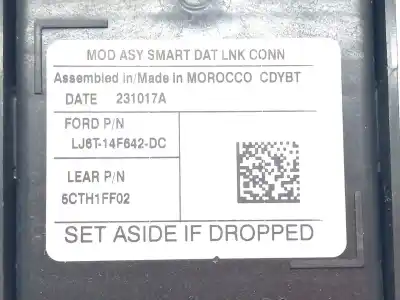 MOD ASY SMART DAT LNK CONN
Assembled in/Made in MOROCCO CDYBT
DATE 231017A
FORD P/N
LJ6T-14F642-DC
LEAR P/N
5CTH1FF02
SET ASIDE IF DROPPED